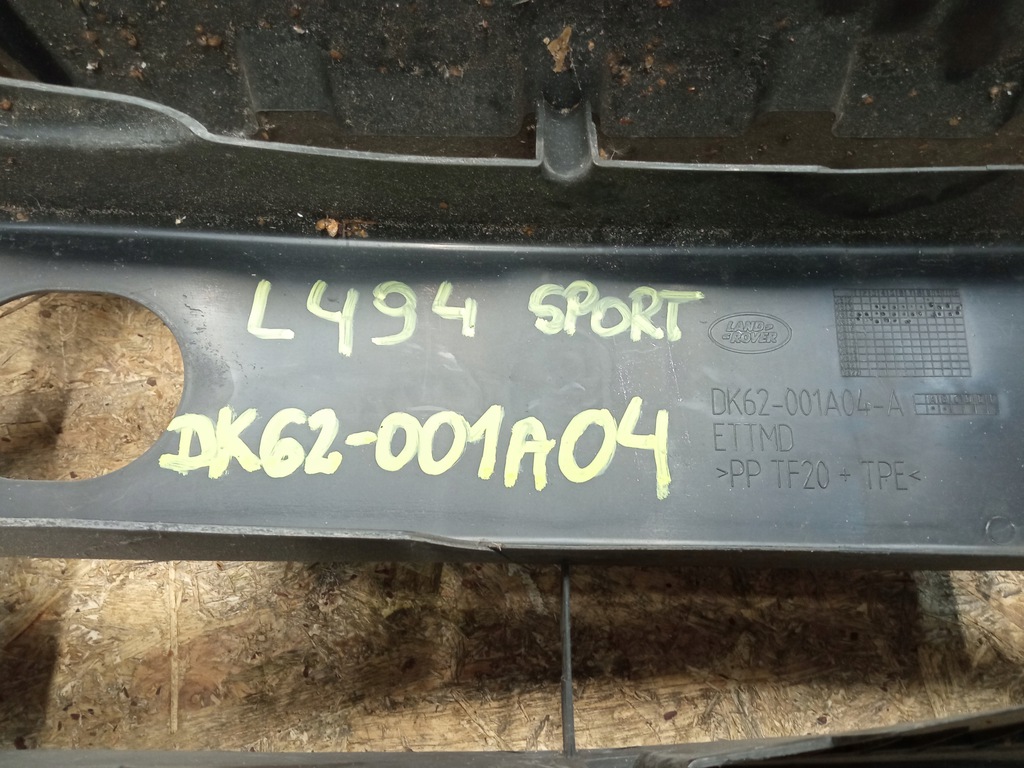 L494 SPORT
LAND-
-ROVER
DK62-001A04
DK62-001A04-A
ETTMD
>PP TF20 + TPE<